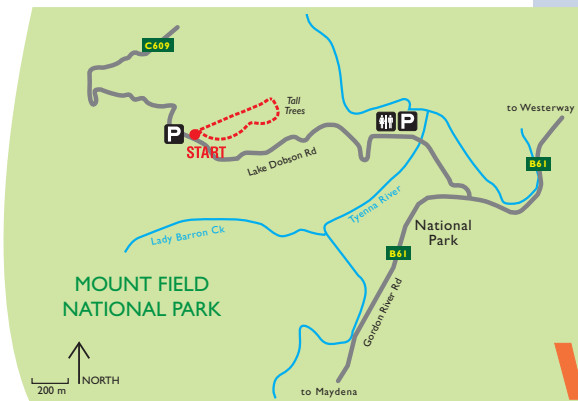 C609
to Westerway
Tall
Trees
P
P
START
B61
Lake Dobson Rd
Tyenna River
National
Park
Lady Barron Ck
B61
MOUNT FIELD
NATIONAL PARK
Gordon River Rd
NORTH
200 m
to Maydena